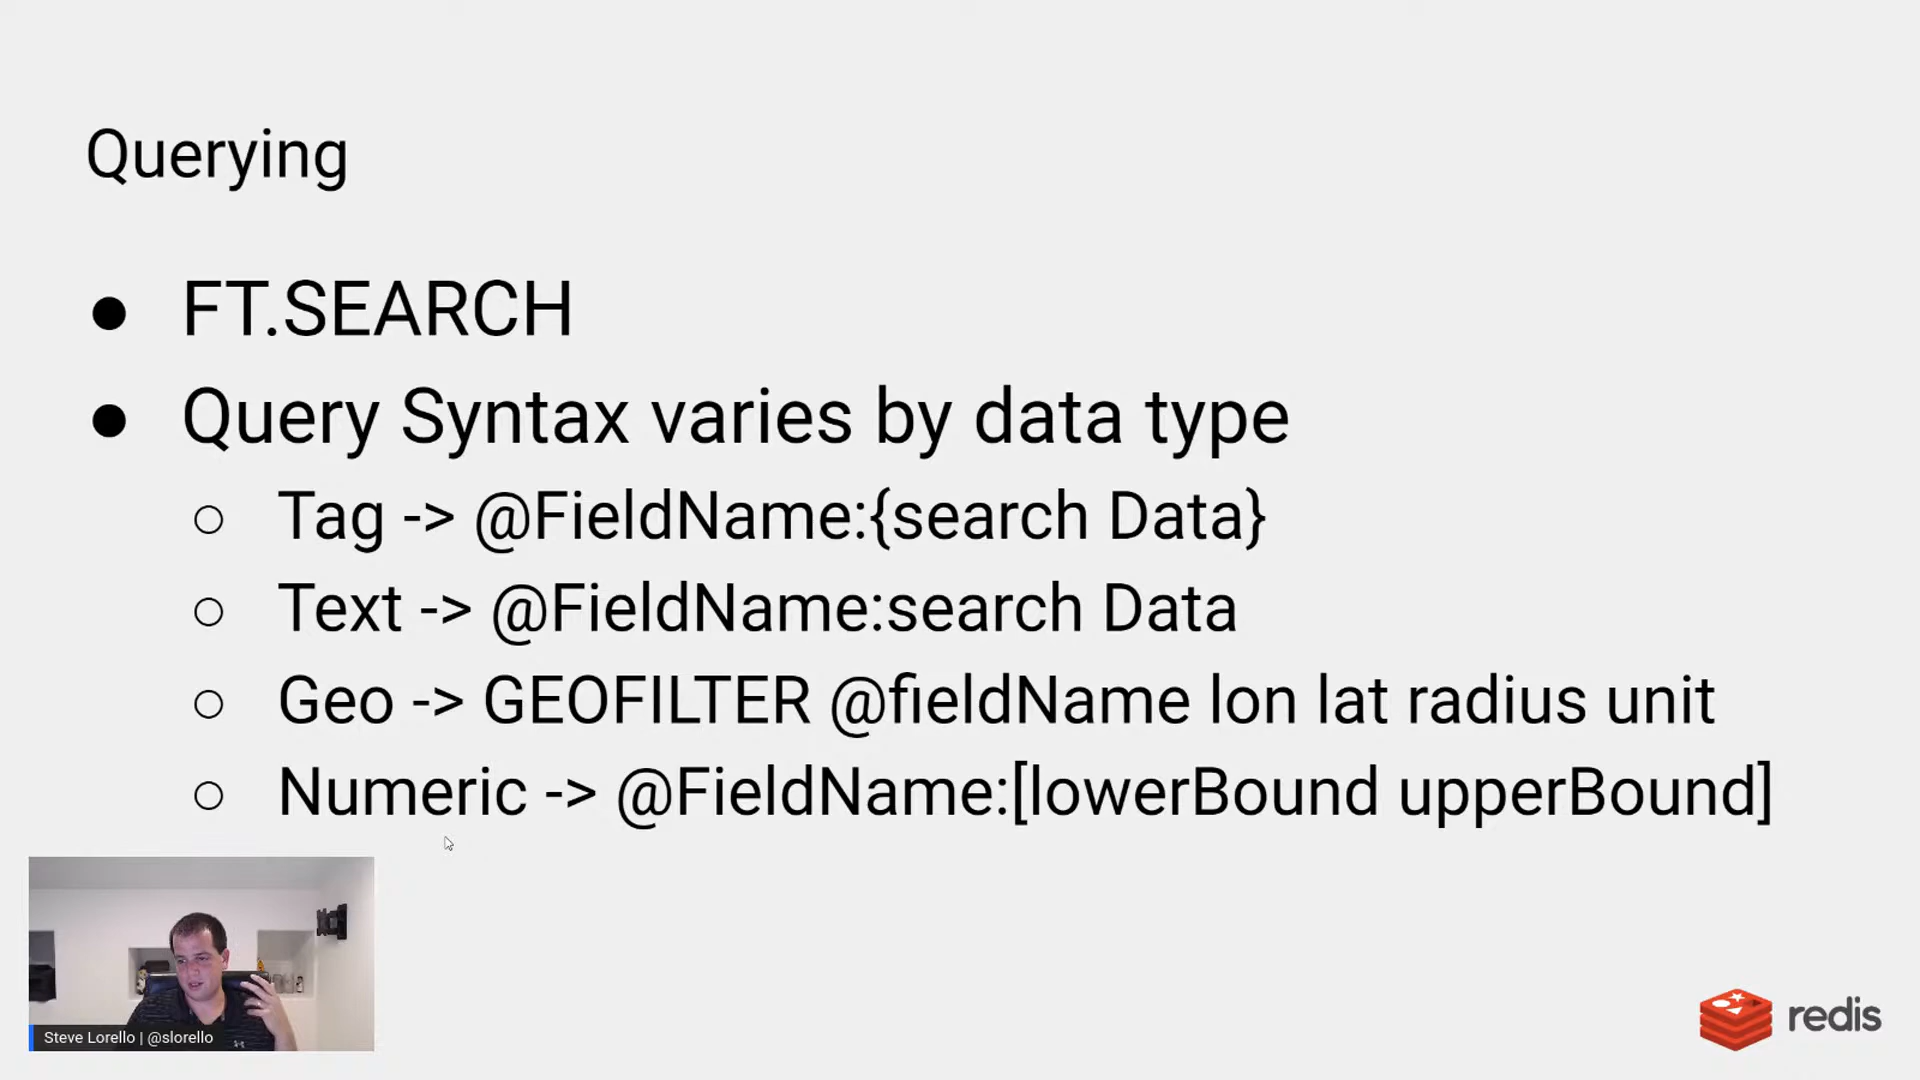 Querying
● FT.SEARCH
● Query Syntax varies by data type
○ Tag -> @FieldName:{search Data}
○ Text -> @FieldName:search Data
○ Geo -> GEOFILTER @fieldName lon lat radius unit
○ Numeric -> @FieldName:[lowerBound upperBound]
Steve Lorello | @slorello
redis